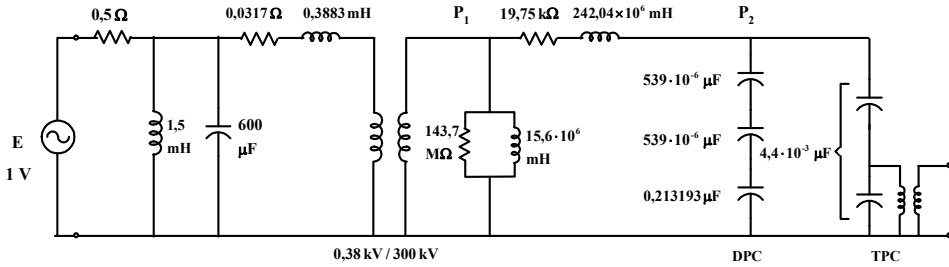 0,5 Ω
0,0317 Ω
0,3883 mH
P1
19,75 kΩ
242,04×10⁶ mH
P2
E
1 V
1,5
mH
600
μF
143,7
MΩ
15,6·10⁶
mH
539·10⁻⁶ μF
539·10⁻⁶ μF
0,213193 μF
4,4·10⁻³ μF
0,38 kV / 300 kV
DPC
TPC